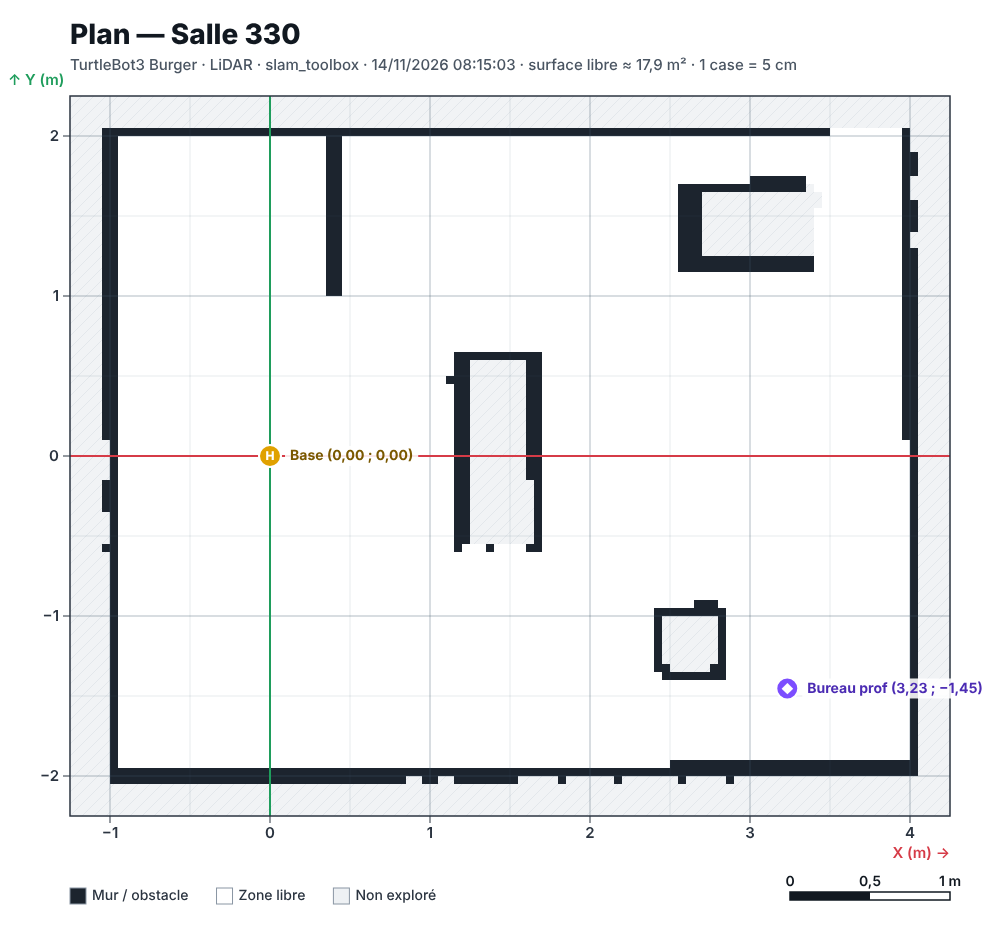 Plan — Salle 330
TurtleBot3 Burger · LiDAR · slam_toolbox · 14/11/2026 08:15:03 · surface libre ≈ 17,9 m² · 1 case = 5 cm
↑ Y (m)
2
1
0
H Base (0,00 ; 0,00)
−1
Bureau prof (3,23 ; −1,45)
−2
−1 0 1 2 3 4
X (m) →
Mur / obstacle Zone libre Non exploré
0 0,5 1 m